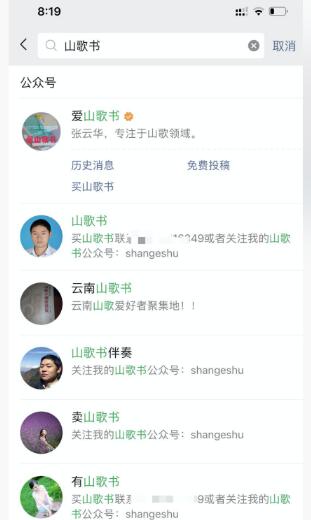 8:19
山歌书
取消
公众号
爱山歌书
张云华，专注于山歌领域。
历史消息 免费投稿
买山歌书
山歌书
买山歌书联 49或者关注我的山歌
书公众号：shangeshu
云南山歌
云南山歌爱好者聚集地！！
山歌书伴奏
关注我的山歌书公众号：shangeshu
卖山歌书
关注我的山歌书公众号：shangeshu
有山歌书
买山歌书联 9或者关注我的山歌
书公众号：shangeshu